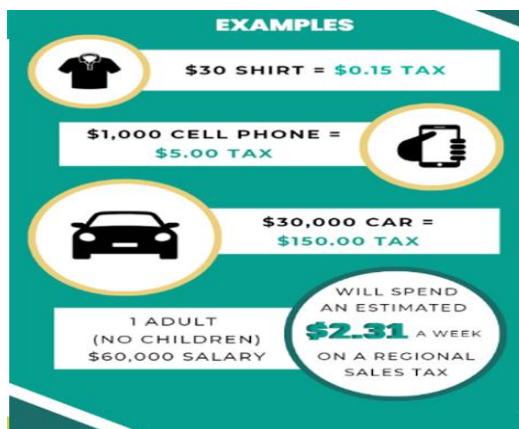 EXAMPLES
$30 SHIRT = $0.15 TAX
$1,000 CELL PHONE =
$5.00 TAX
$30,000 CAR =
$150.00 TAX
1 ADULT
(NO CHILDREN)
$60,000 SALARY
WILL SPEND
AN ESTIMATED
$2.31 A WEEK
ON A REGIONAL
SALES TAX